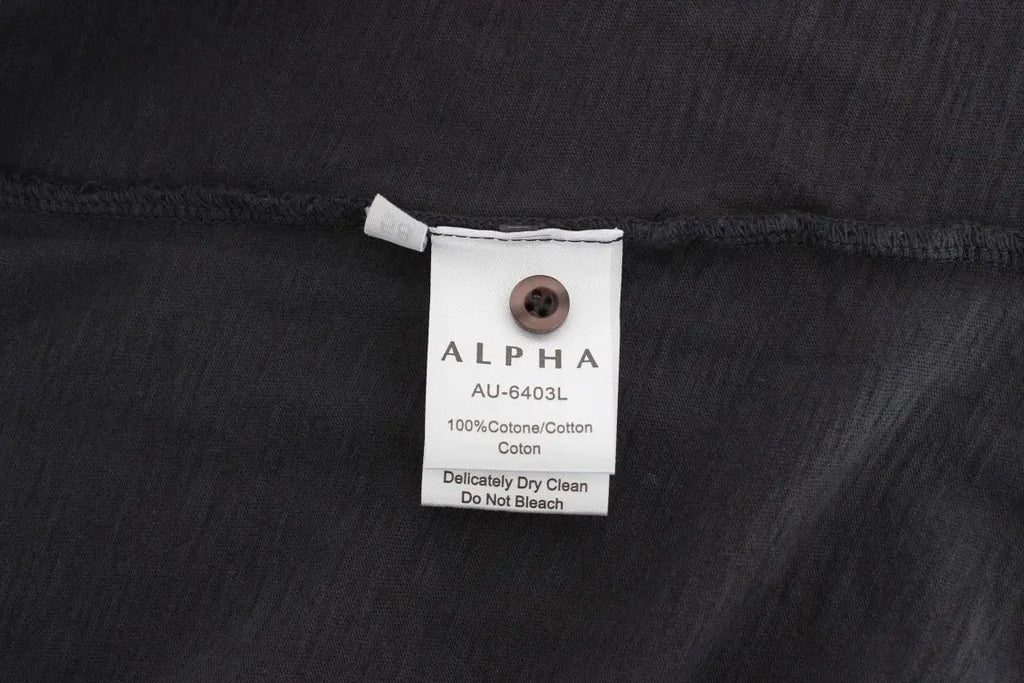 ALPHA
AU-6403L
100%Cotone/Cotton
Coton
Delicately Dry Clean
Do Not Bleach